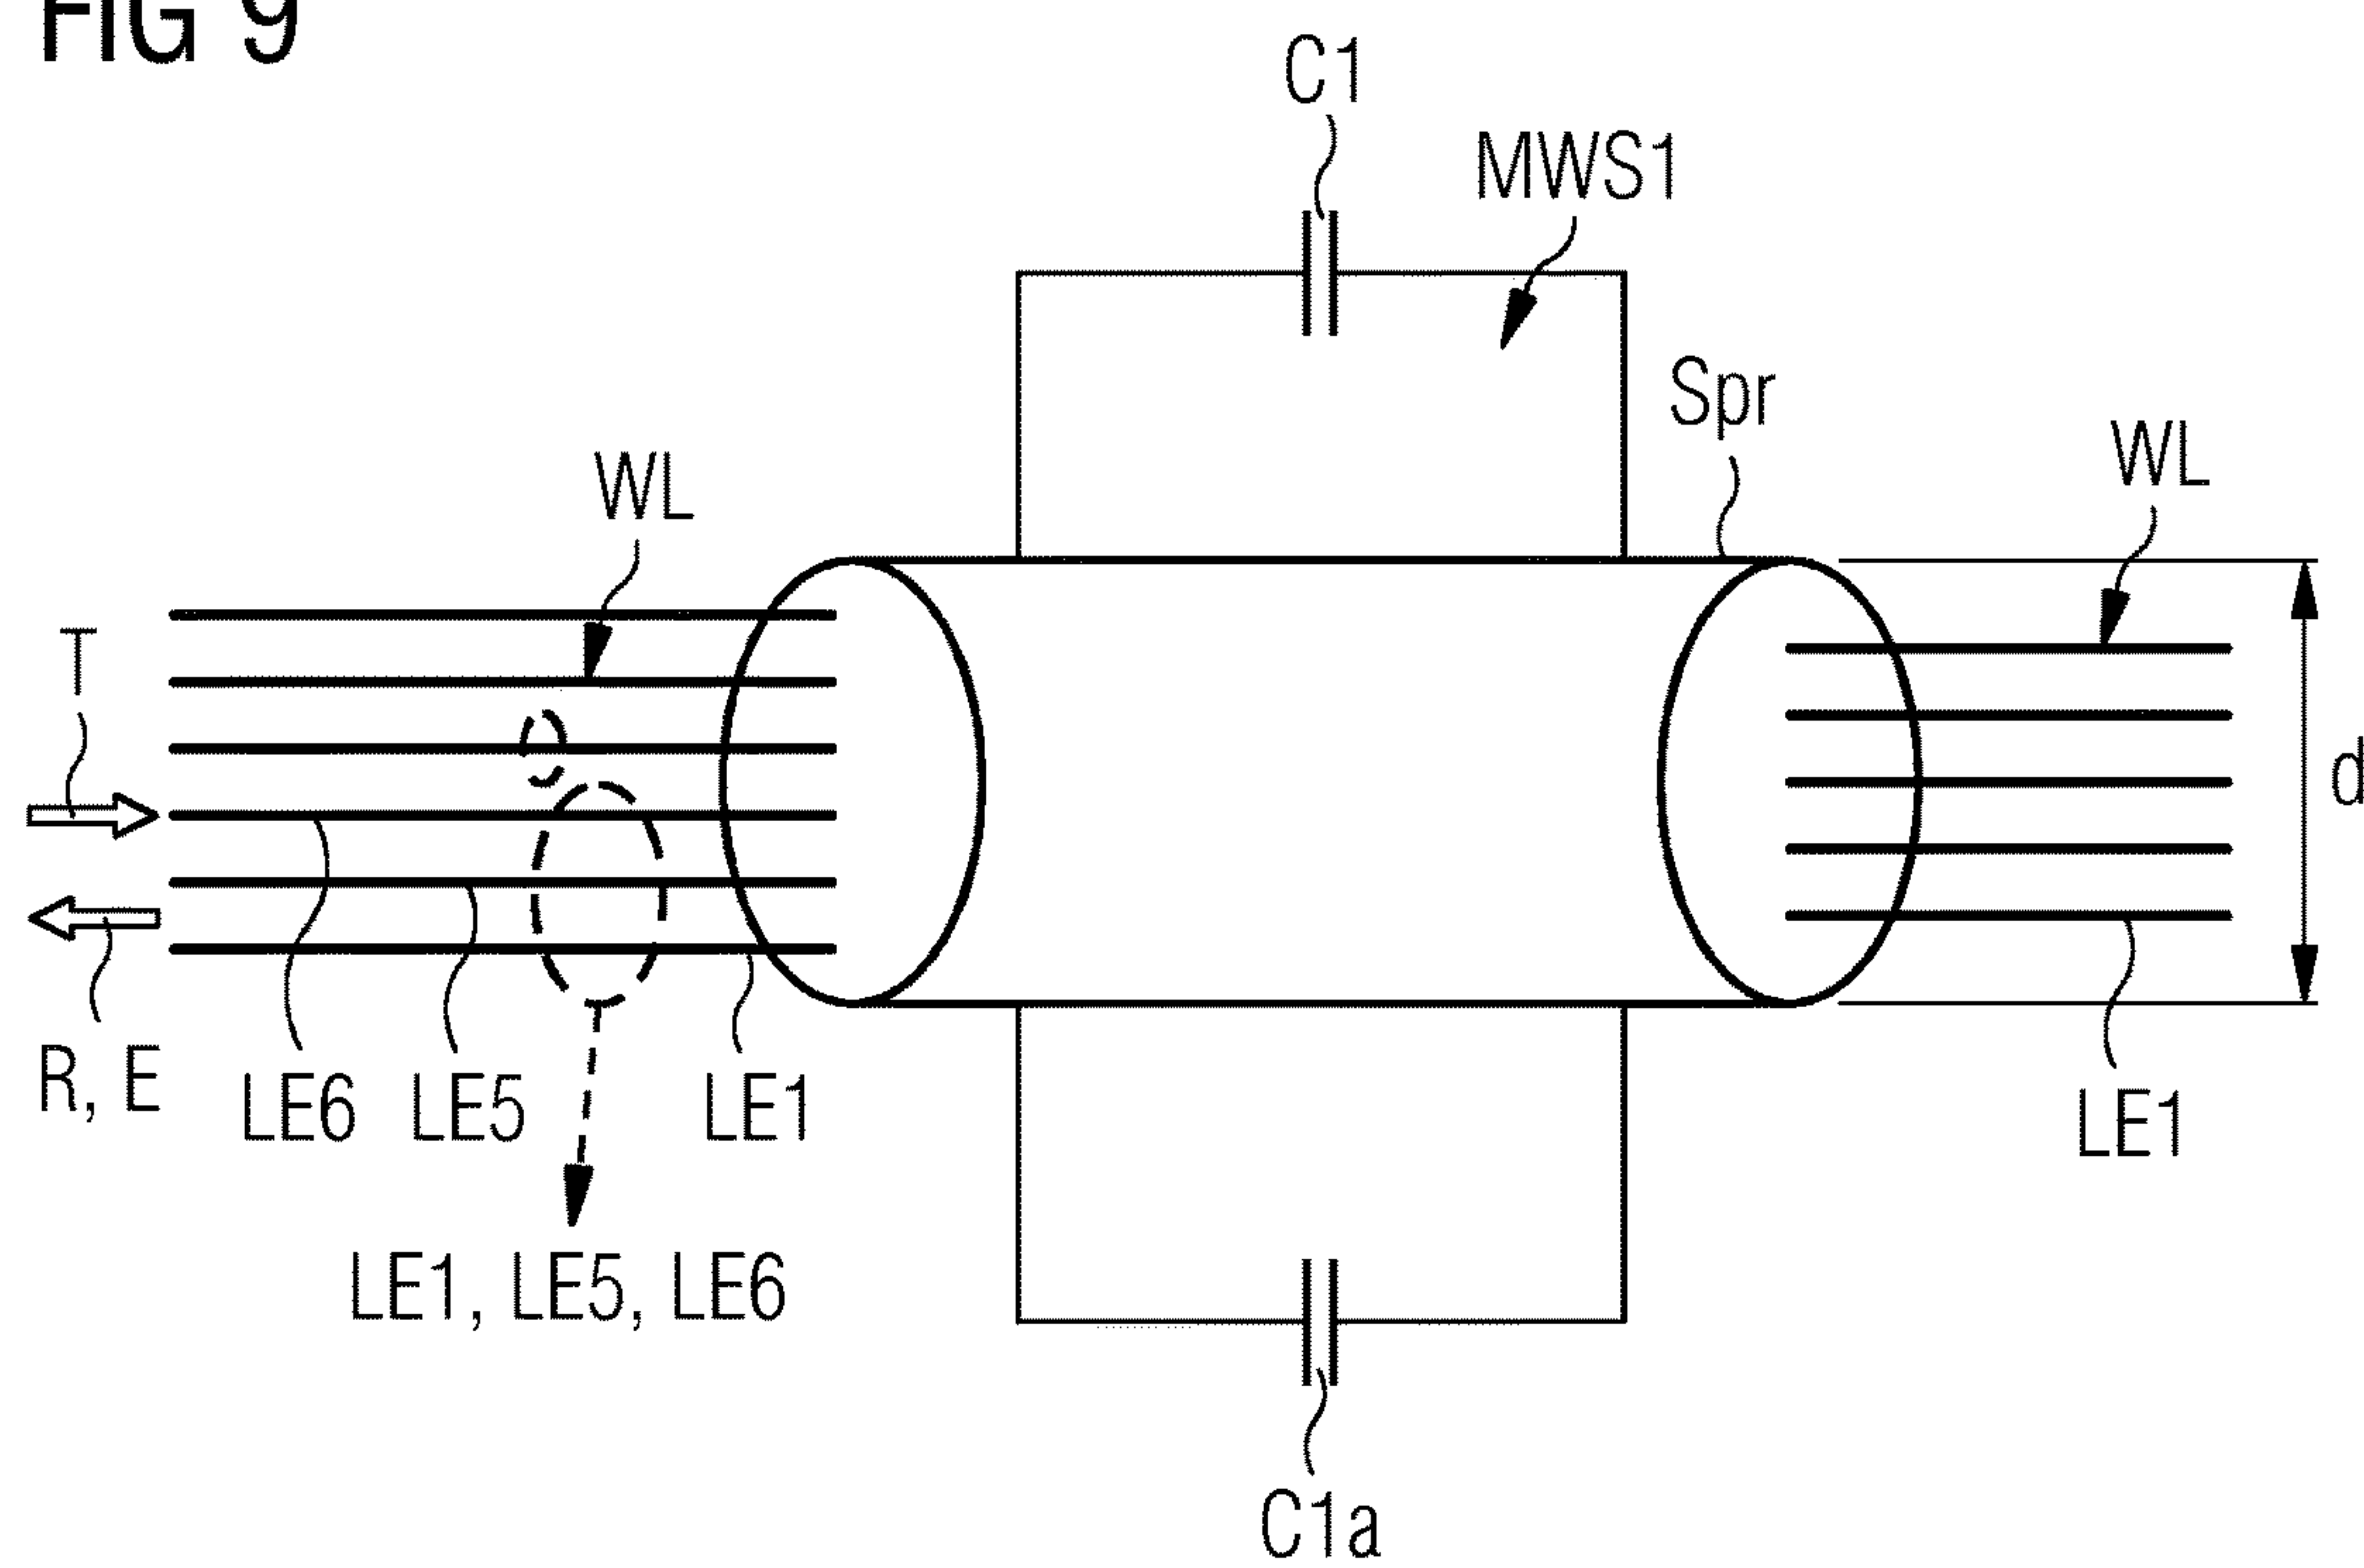 FIG 9
C1
MWS1
Spr
WL
WL
T
d
R, E
LE6
LE5
LE1
LE1
LE1, LE5, LE6
C1a